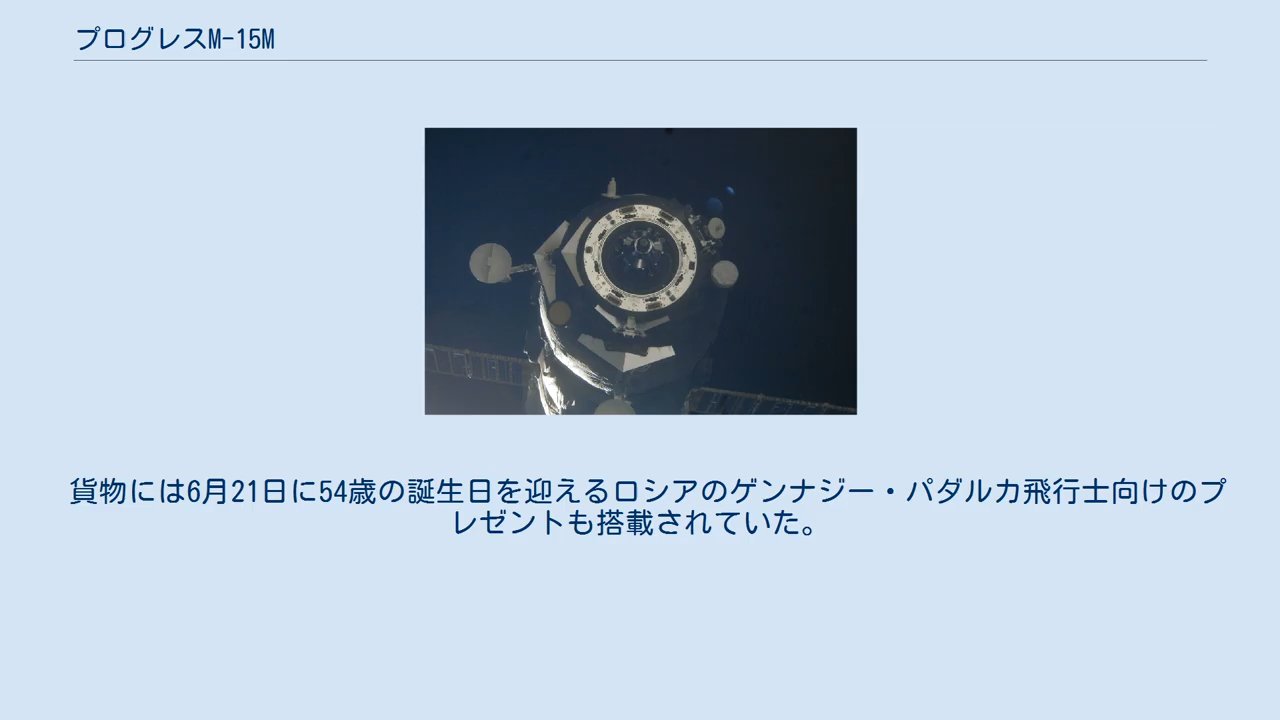 プログレスM-15M
貨物には6月21日に54歳の誕生日を迎えるロシアのゲンナジー・パダルカ飛行士向けのプ
レゼントも搭載されていた。